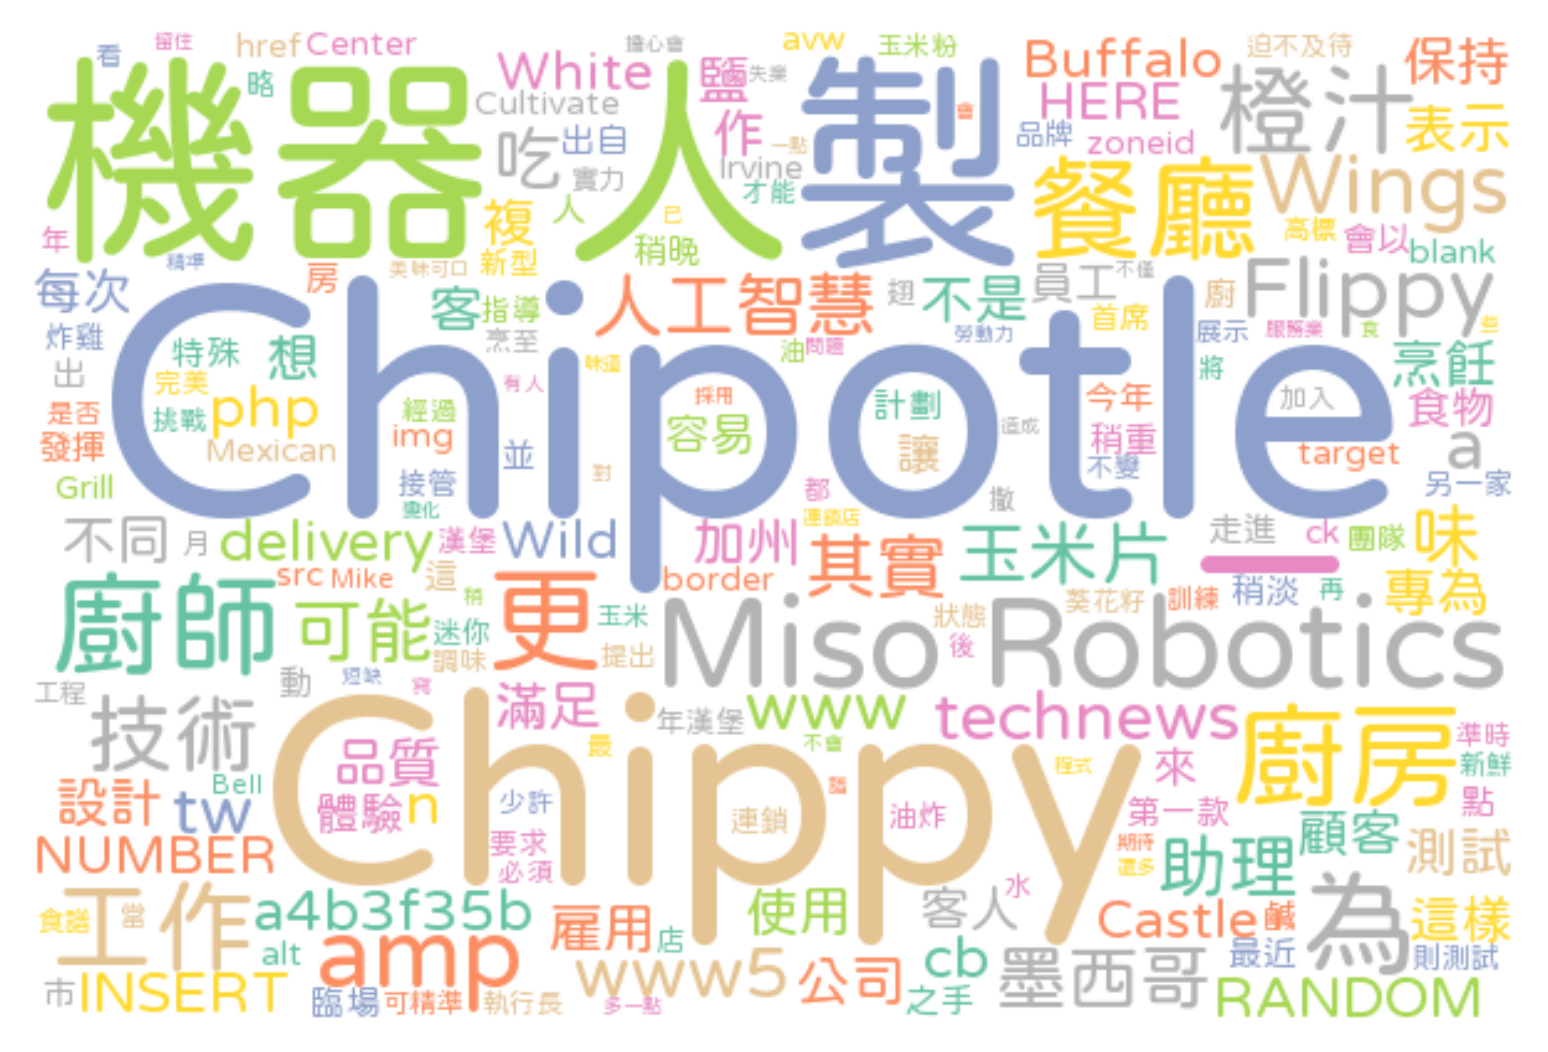 看
留住
href
Center
擔心會
avw
玉米粉
迫不及待
保持
機器人
略
White
鹽
失業
製
會
Buffalo
HERE
橙汁
表示
Cultivate
吃
出自
作
一點
品牌
zoneid
實力
Irvine
才能
餐廳
Wings
年
複
人
己
稍晚
高標
會以
blank
精準
新型
美味可口
房
每次
客
指導
人工智慧
翅
不是
員工
不僅
廚
Flippy
炸雞
特殊
想
烹至
油
問題
勞動力
首席
展示
服務業
食
些
出
完美
Chipotle
味道
有人
將
烹飪
是否
挑戰
php
經過
採用
計劃
今年
加入
食物
發揮
Mexican
img
並
容易
讓
造成
稍重
target
a
Grill
接管
對
都
撒
不變
另一家
變化
連鎖店
不同
月
delivery
漢堡
Wild
加州
其實
玉米片
走進
_
ck
團隊
味
src
Mike
這
更
border
專為
廚師
可能
稍
迷你
玉米
Miso Robotics
狀態
葵花籽
訓練
稍淡
再
調味
提出
後
工程
動
短缺
窩
滿足
年漢堡
www
technews
技術
Chippy
最
不會
程式
來
廚房
準時
新鮮
設計
Bell
品質
tw
體驗
n
少許
連鎖
麵
油炸
第一款
點
NUMBER
要求
必須
期待
還多
助理
顧客
測試
工作
食譜
當
a4b3f35b
雇用
店
使用
客人
水
Castle
鹹
為
這樣
alt
amp
www5
公司
cb
墨西哥
最近
則測試
市
INSERT
臨場
可精準
執行長
多一點
之手
RANDOM